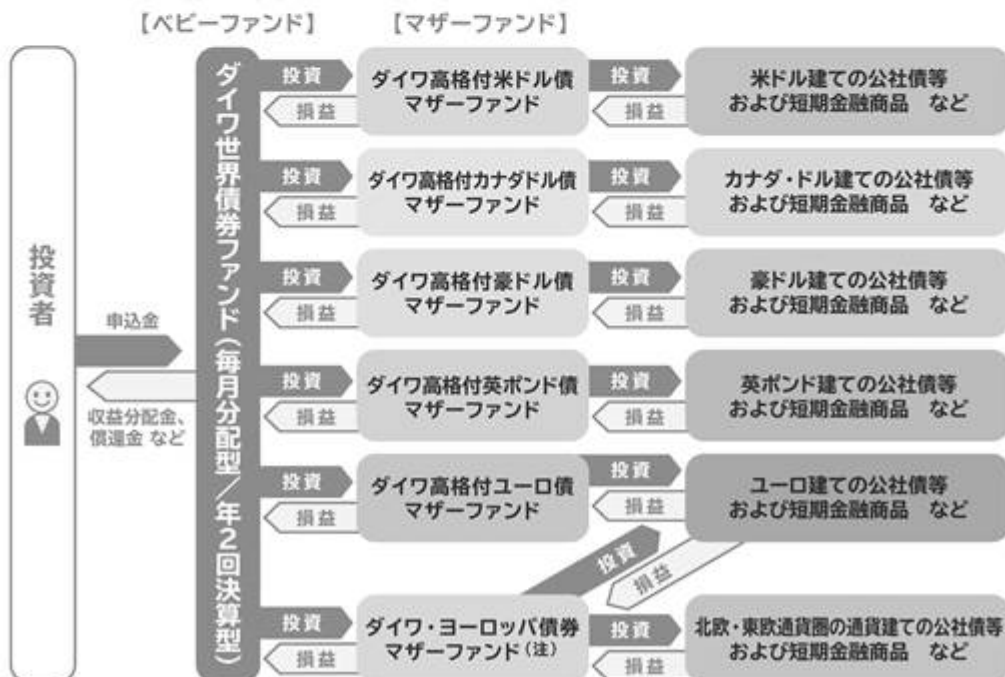 【ベビーファンド】
【マザーファンド】
投資者
申込金
収益分配金、
償還金 など
ダイワ世界債券ファンド(毎月分配型/年2回決算型)
投資
損益
ダイワ高格付米ドル債
マザーファンド
投資
損益
米ドル建ての公社債等
および短期金融商品 など
投資
損益
ダイワ高格付カナダドル債
マザーファンド
投資
損益
カナダ・ドル建ての公社債等
および短期金融商品 など
投資
損益
ダイワ高格付豪ドル債
マザーファンド
投資
損益
豪ドル建ての公社債等
および短期金融商品 など
投資
損益
ダイワ高格付英ポンド債
マザーファンド
投資
損益
英ポンド建ての公社債等
および短期金融商品 など
投資
損益
ダイワ高格付ユーロ債
マザーファンド
投資
損益
ユーロ建ての公社債等
および短期金融商品 など
投資
損益
投資
損益
ダイワ・ヨーロッパ債券
マザーファンド(注)
投資
損益
北欧・東欧通貨圏の通貨建ての公社債等
および短期金融商品 など